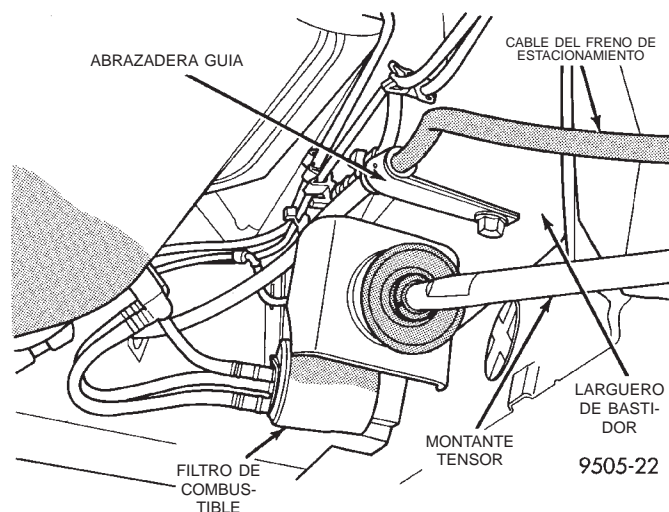 ABRAZADERA GUIA
CABLE DEL FRENO DE
ESTACIONAMIENTO
LARGUERO
DE BASTI-
DOR
MONTANTE
TENSOR
FILTRO DE
COMBUS-
TIBLE
9505-22